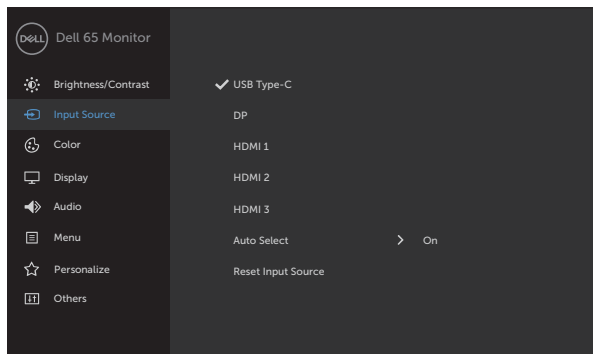 DELL Dell 65 Monitor
Brightness/Contrast
Input Source
Color
Display
Audio
Menu
Personalize
Others
USB Type-C
DP
HDMI 1
HDMI 2
HDMI 3
Auto Select On
Reset Input Source